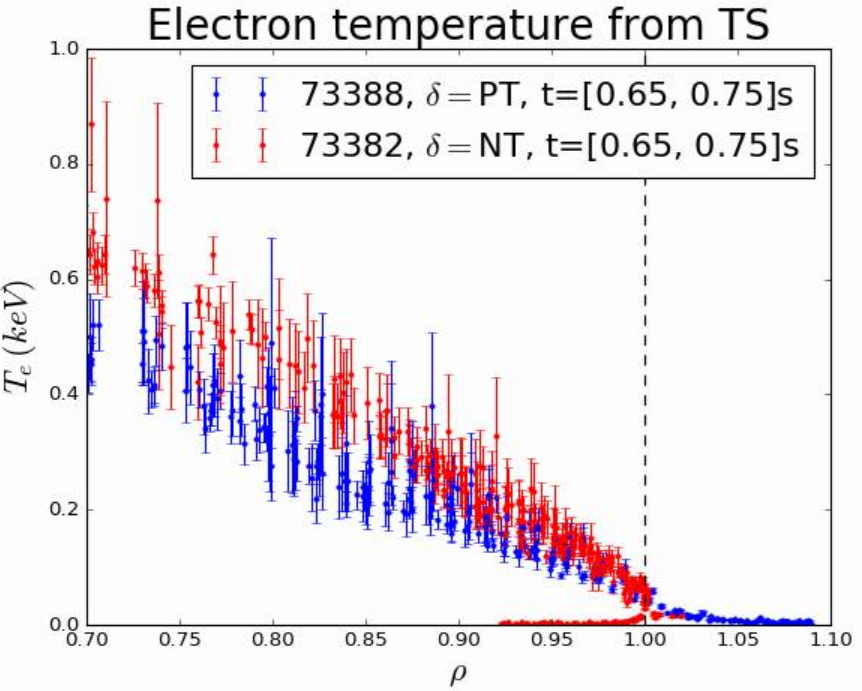 Electron temperature from TS
73388, δ = PT, t=[0.65, 0.75]s
73382, δ = NT, t=[0.65, 0.75]s
1.0
0.8
0.6
0.4
0.2
0.0
T_e (keV)
0.70 0.75 0.80 0.85 0.90 0.95 1.00 1.05 1.10
ρ